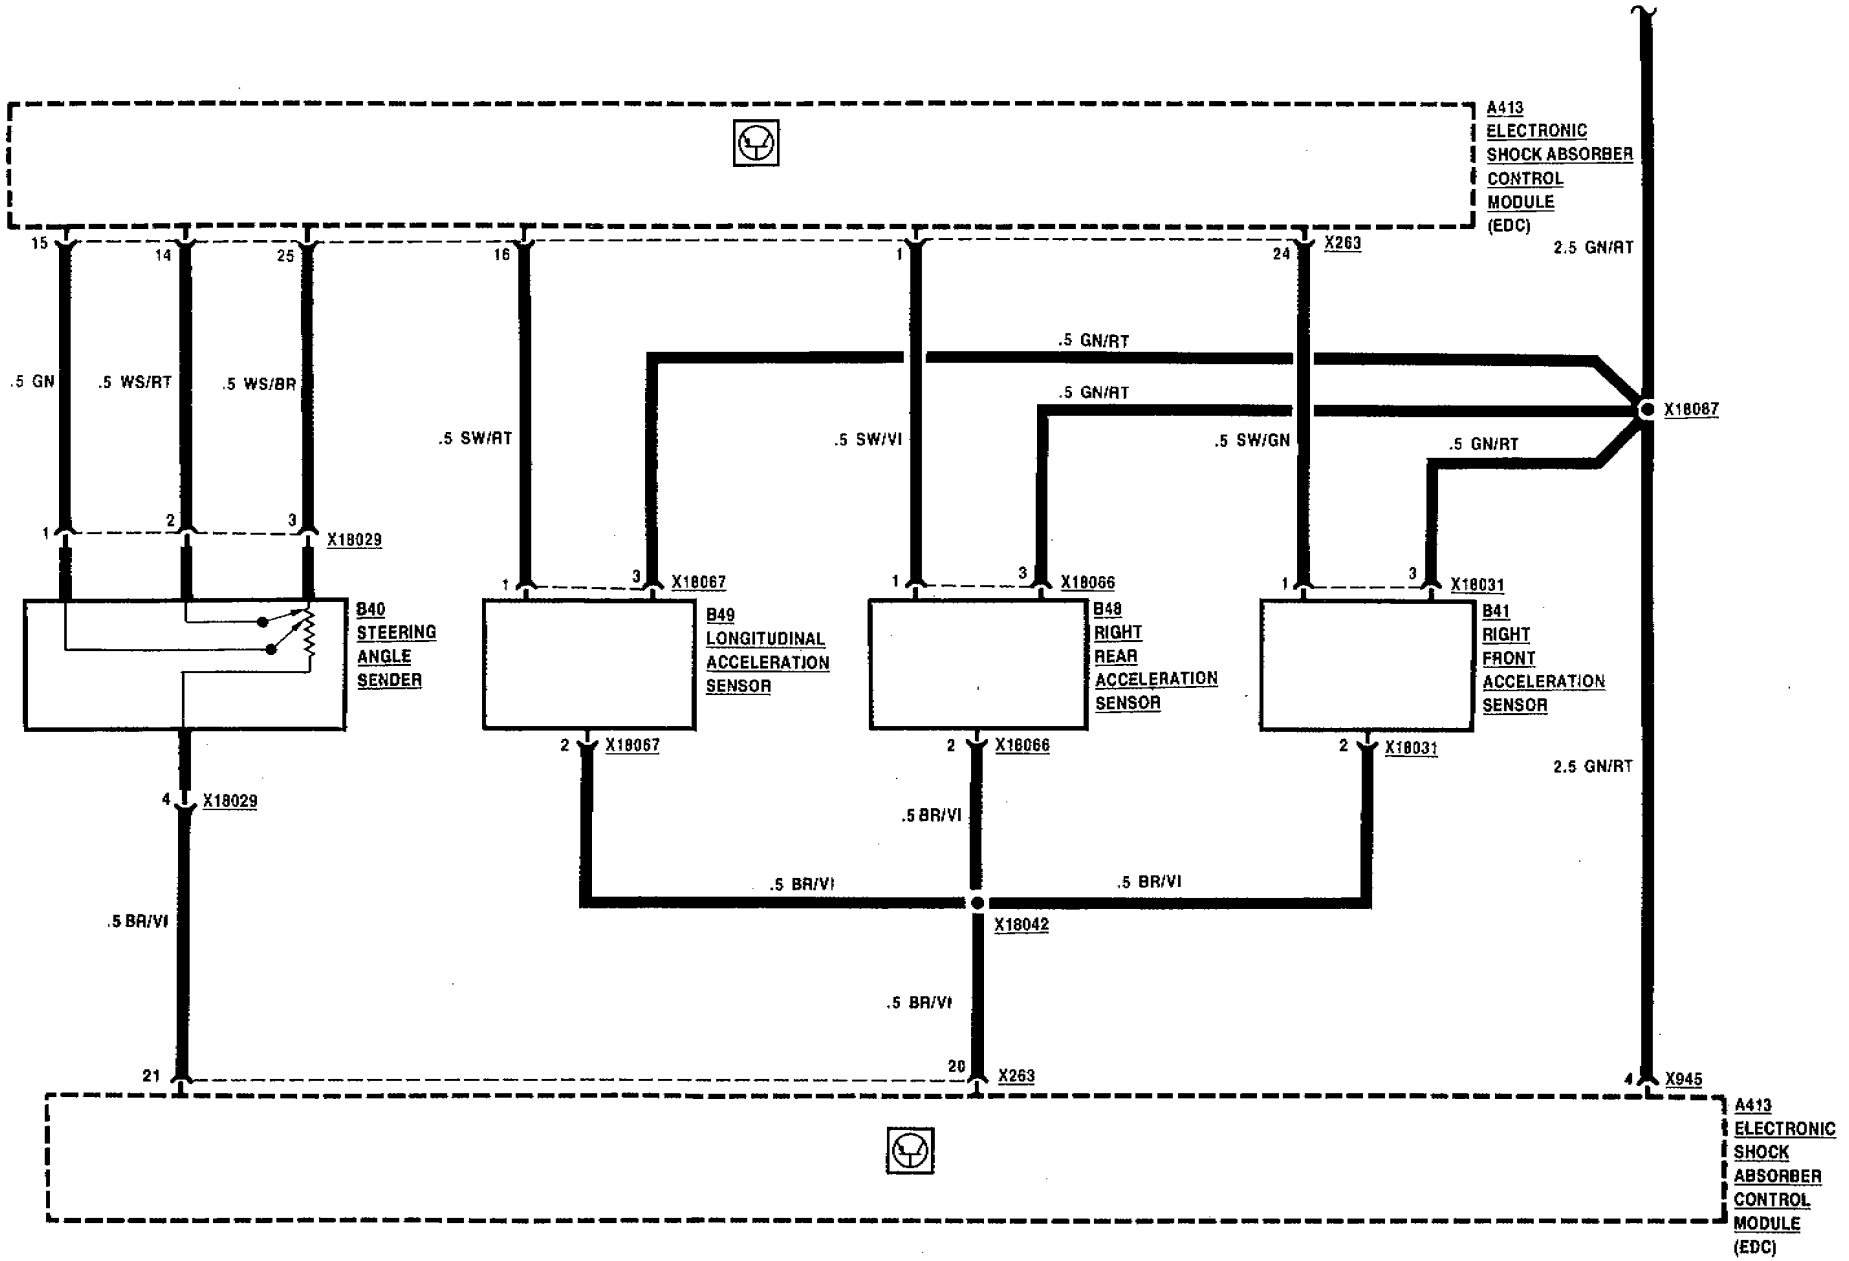 A413
ELECTRONIC
SHOCK ABSORBER
CONTROL
MODULE
(EDC)
15
14
25
16
1
24
X263
2.5 GN/RT
.5 GN
.5 WS/RT
.5 WS/BR
.5 SW/RT
.5 SW/VI
.5 SW/GN
.5 GN/RT
.5 GN/RT
.5 GN/RT
X18087
1
2
3
X18029
1
3
X18067
1
3
X18066
1
3
X18031
B40
STEERING
ANGLE
SENDER
B49
LONGITUDINAL
ACCELERATION
SENSOR
B48
RIGHT
REAR
ACCELERATION
SENSOR
B41
RIGHT
FRONT
ACCELERATION
SENSOR
2
X18067
2
X18066
2
X18031
2.5 GN/RT
4
X18029
.5 BR/VI
.5 BR/VI
.5 BR/VI
X18042
.5 BR/VI
.5 BR/VI
21
20
X263
4
X945
A413
ELECTRONIC
SHOCK
ABSORBER
CONTROL
MODULE
(EDC)